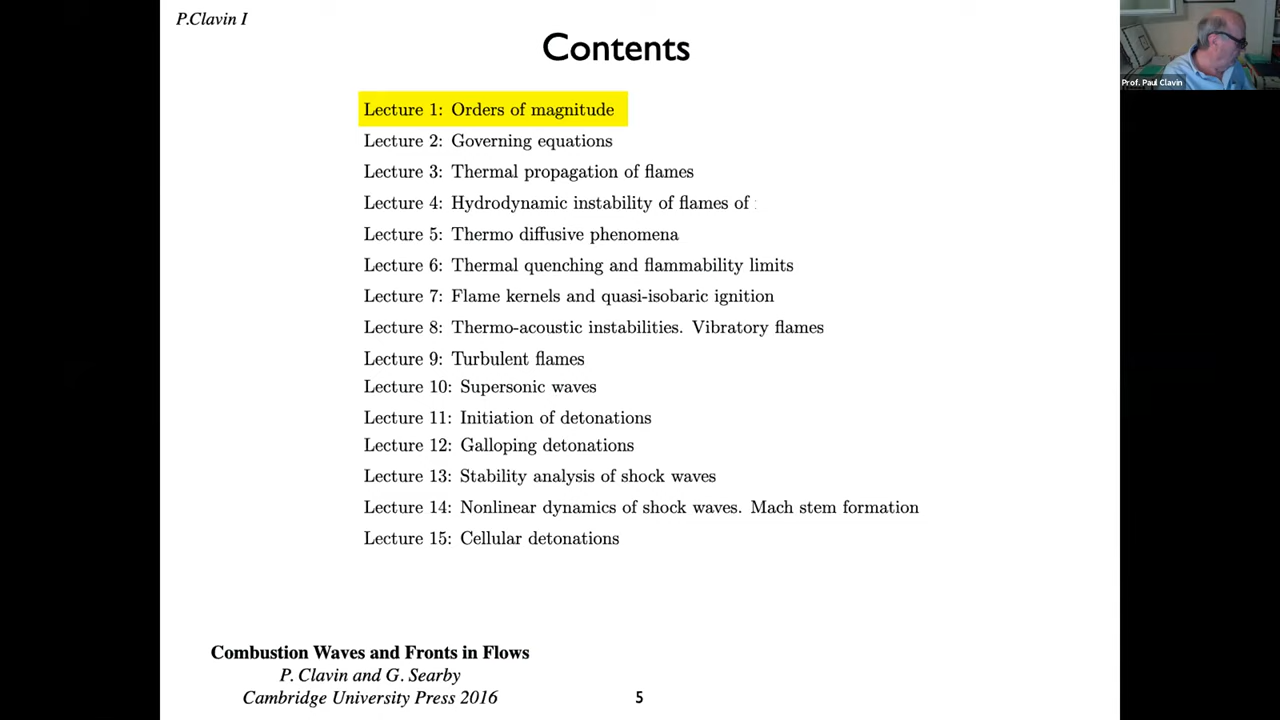 P.Clavin I
Contents
Prof. Paul Clavin
Lecture 1: Orders of magnitude
Lecture 2: Governing equations
Lecture 3: Thermal propagation of flames
Lecture 4: Hydrodynamic instability of flames of
Lecture 5: Thermo diffusive phenomena
Lecture 6: Thermal quenching and flammability limits
Lecture 7: Flame kernels and quasi-isobaric ignition
Lecture 8: Thermo-acoustic instabilities. Vibratory flames
Lecture 9: Turbulent flames
Lecture 10: Supersonic waves
Lecture 11: Initiation of detonations
Lecture 12: Galloping detonations
Lecture 13: Stability analysis of shock waves
Lecture 14: Nonlinear dynamics of shock waves. Mach stem formation
Lecture 15: Cellular detonations
Combustion Waves and Fronts in Flows
P. Clavin and G. Searby
Cambridge University Press 2016
5